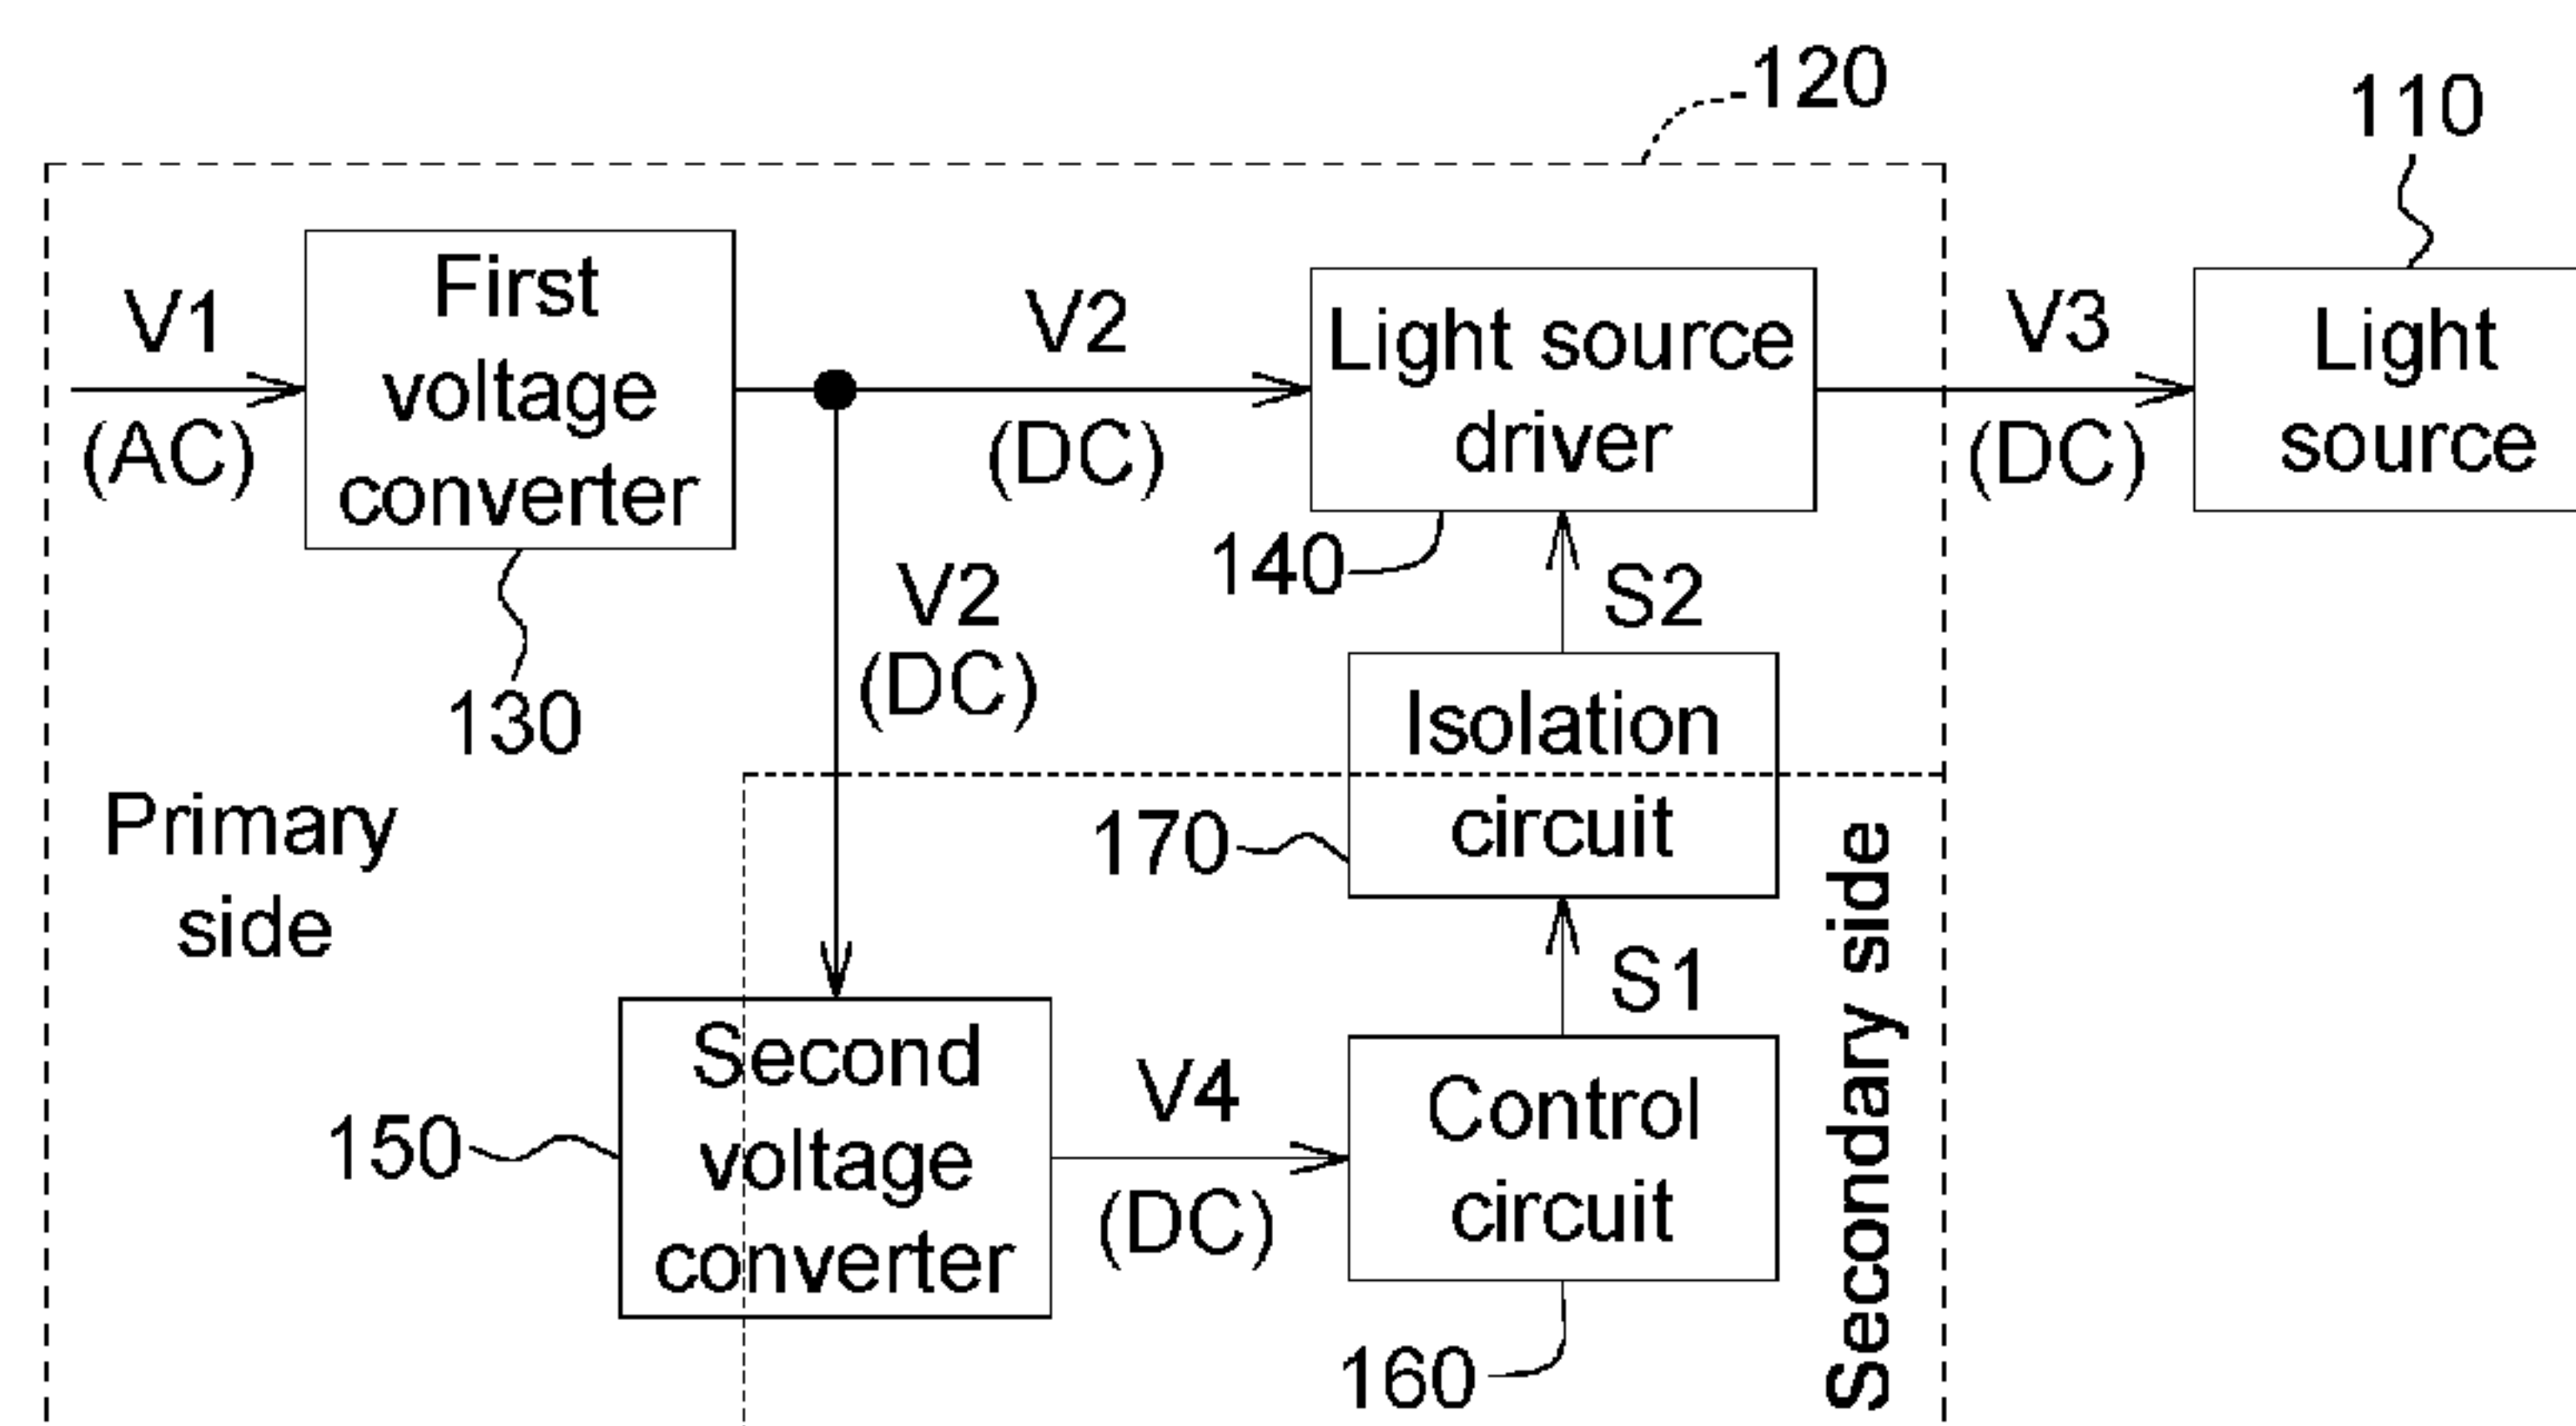 120
110
V1
(AC)
First
voltage
converter
130
V2
(DC)
V2
(DC)
Light source
driver
140
V3
(DC)
Light
source
S2
Isolation
circuit
170
Primary
side
S1
Secondary side
Second
voltage
converter
150
V4
(DC)
Control
circuit
160